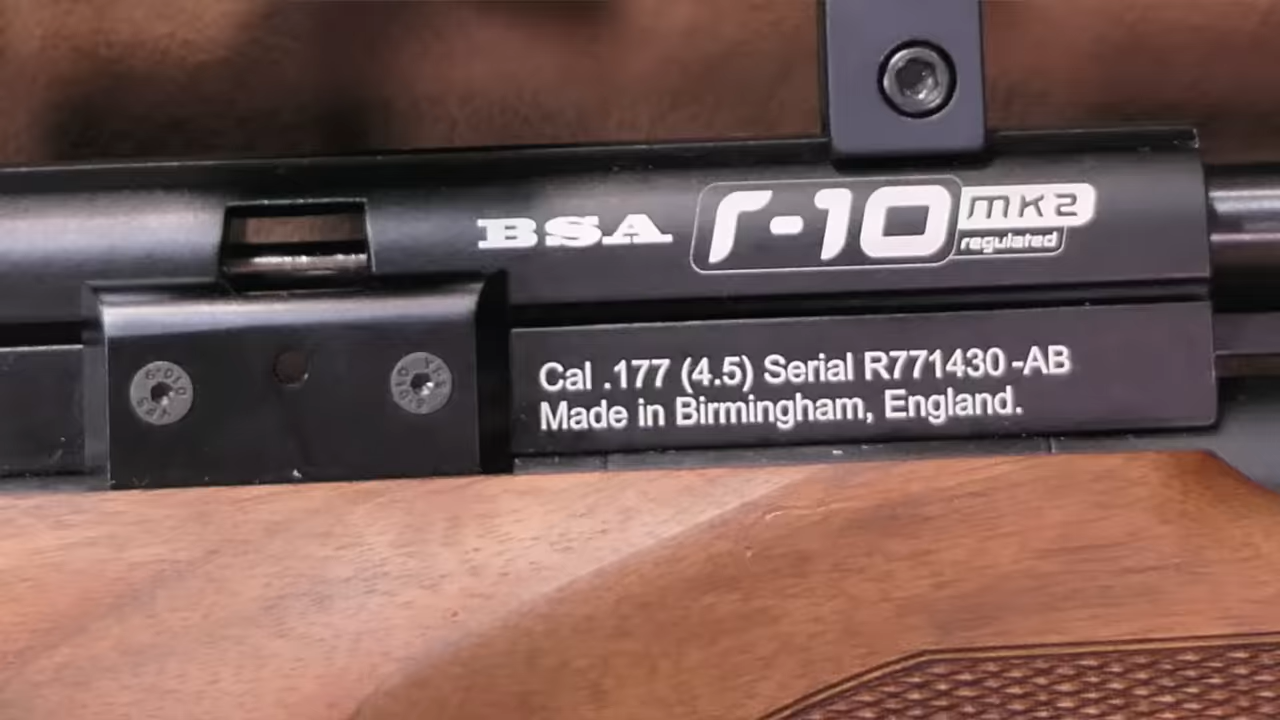 BSA r-10 mk2
regulated
Cal .177 (4.5) Serial R771430-AB
Made in Birmingham, England.